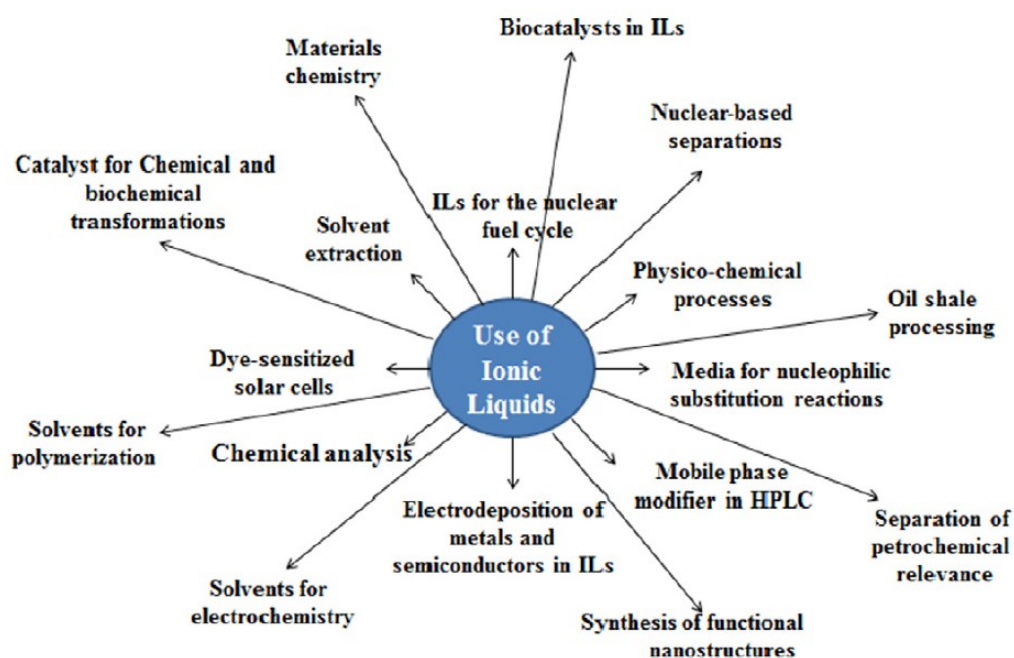 Biocatalysts in ILs
Materials
chemistry
Nuclear-based
separations
Catalyst for Chemical and
biochemical
transformations
ILs for the nuclear
fuel cycle
Solvent
extraction
Physico-chemical
processes
Oil shale
processing
Use of
Ionic
Liquids
Dye-sensitized
solar cells
Media for nucleophilic
substitution reactions
Solvents for
polymerization
Chemical analysis
Mobile phase
modifier in HPLC
Electrodeposition of
metals and
semiconductors in ILs
Separation of
petrochemical
relevance
Solvents for
electrochemistry
Synthesis of functional
nanostructures